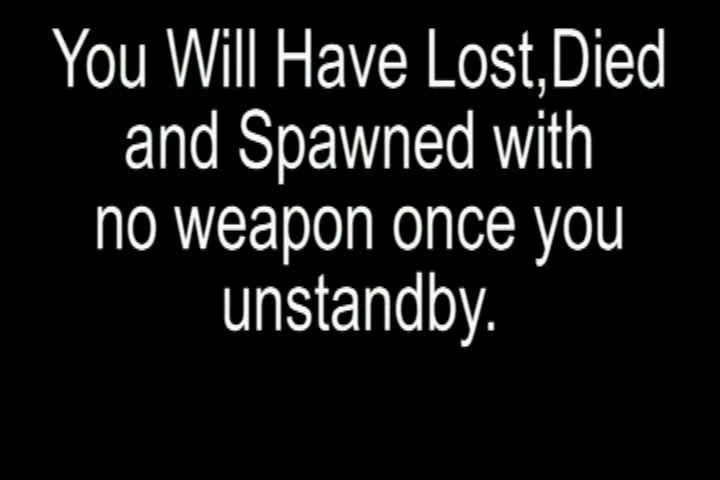 You Will Have Lost,Died
and Spawned with
no weapon once you
unstandby.